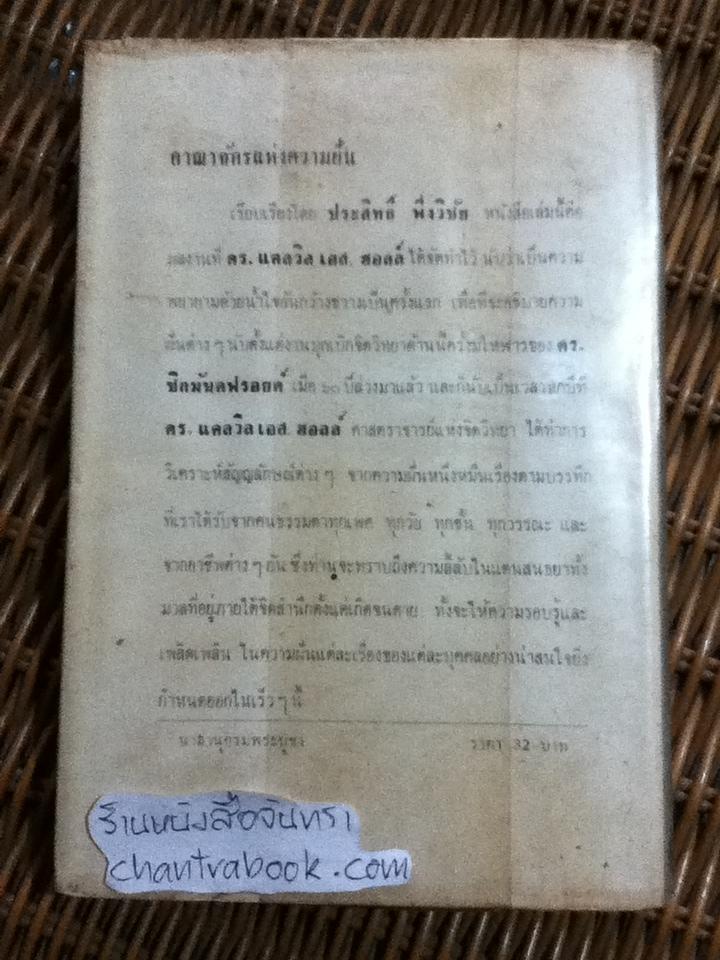 อาณาจักรแห่งความฝัน
เรียบเรียงโดย ประสิทธิ์ พึ่งวิชัย หนังสือเล่มนี้คือ
ผลงานที่ ดร. แคลวิล เอส. ฮอลล์ ได้จัดทำไว้ นับว่าเป็นความ
พยายามด้วยน้ำใจอันกว้างขวางเป็นครั้งแรก เพื่อที่จะอธิบายความ
ฝันต่าง ๆ นับตั้งแต่งานบุกเบิกจิตวิทยาด้านนี้ ของ ดร.
ซิกมันดฟรอยด์ เมื่อ ๖๐ ปีล่วงมาแล้ว และก็นับเป็นเวลา ปีที่
ดร. แคลวิล เอส. ฮอลล์ ศาสตราจารย์แห่งจิตวิทยา ได้ทำการ
วิเคราะห์สัญญลักษณ์ต่าง ๆ จากความฝันหนึ่งหมื่นเรื่องตามบรรทึก
ที่เราได้รับจากคนธรรมดาทุกเพศ ทุกวัย ทุกชั้น ทุกวรรณะ และ
จากอาชีพต่าง ๆ กัน ซึ่งท่านจะทราบถึงความลี้ลับในแดนสนธยาทั้ง
มวลที่อยู่ภายใต้จิตสำนึกตั้งแต่เกิดจนตาย ทั้งจะให้ความรอบรู้และ
เพลิดเพลิน ในความฝันแต่ละเรื่องของแต่ละบุคคลอย่างน่าสนใจยิ่ง
กำหนดออกในเร็ว ๆ นี้
ราคา 32 บาท
ร้านหนังสือจันทรา
chantrabook.com